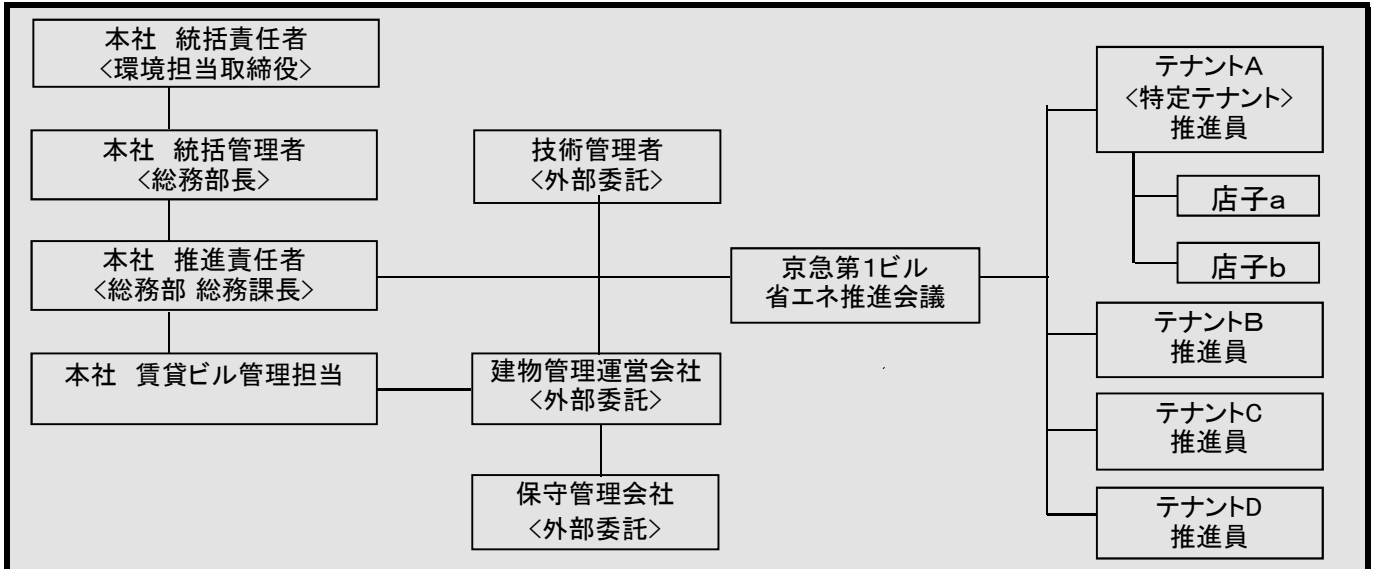 本社　統括責任者
<環境担当取締役>
本社　統括管理者
<総務部長>
本社　推進責任者
<総務部 総務課長>
本社　賃貸ビル管理担当
技術管理者
<外部委託>
建物管理運営会社
<外部委託>
保守管理会社
<外部委託>
京急第1ビル
省エネ推進会議
テナントA
<特定テナント>
推進員
店子a
店子b
テナントB
推進員
テナントC
推進員
テナントD
推進員